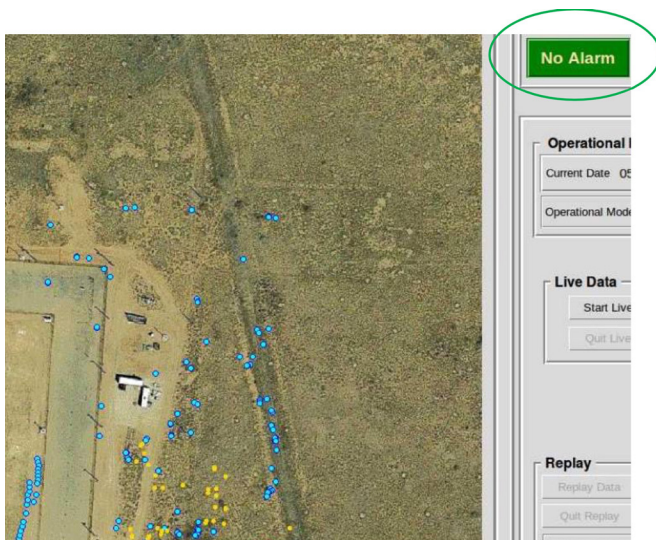 No Alarm
Operational
Current Date 05
Operational Mode
Live Data
Start Live
Quit Live
Replay
Replay Data
Quit Replay